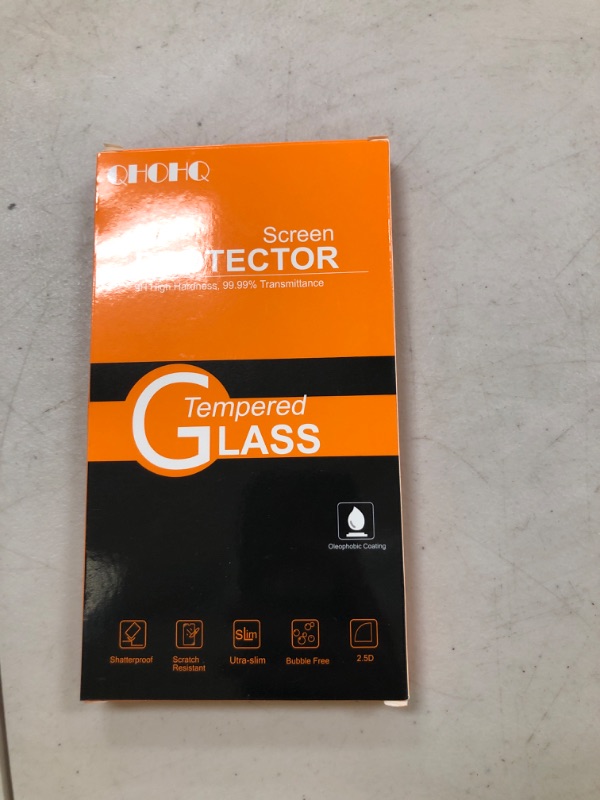 QHOHQ
Screen
TECTOR
High Hardness, 99.99% Transmittance
Tempered
GLASS
Oleophobic Coating
Slim
Shatterproof
Scratch
Resistant
Utra-slim
Bubble Free
2.5D